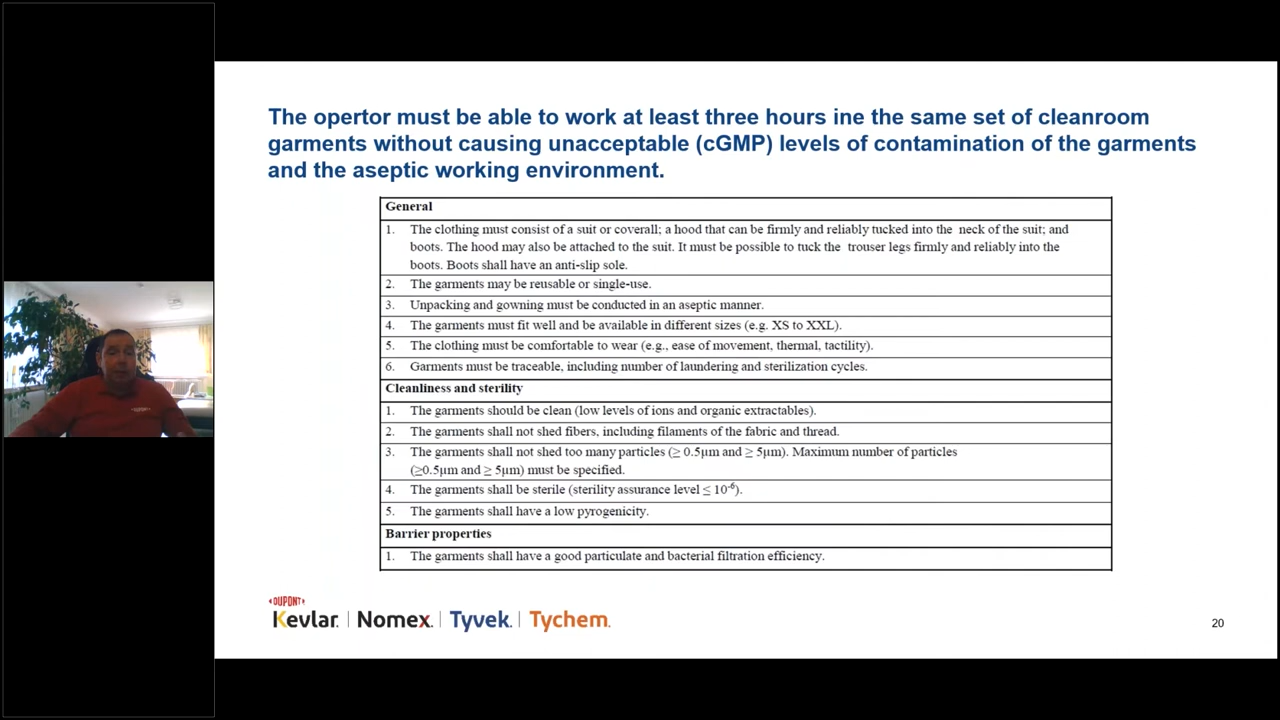 The opertor must be able to work at least three hours ine the same set of cleanroom
garments without causing unacceptable (cGMP) levels of contamination of the garments
and the aseptic working environment.
General
1. The clothing must consist of a suit or coverall; a hood that can be firmly and reliably tucked into the neck of the suit; and
boots. The hood may also be attached to the suit. It must be possible to tuck the trouser legs firmly and reliably into the
boots. Boots shall have an anti-slip sole.
2. The garments may be reusable or single-use.
3. Unpacking and gowning must be conducted in an aseptic manner.
4. The garments must fit well and be available in different sizes (e.g. XS to XXL).
5. The clothing must be comfortable to wear (e.g., ease of movement, thermal, tactility).
6. Garments must be traceable, including number of laundering and sterilization cycles.
Cleanliness and sterility
1. The garments should be clean (low levels of ions and organic extractables).
2. The garments shall not shed fibers, including filaments of the fabric and thread.
3. The garments shall not shed too many particles (≥ 0.5µm and ≥ 5µm). Maximum number of particles
(≥0.5µm and ≥ 5µm) must be specified.
4. The garments shall be sterile (sterility assurance level ≤ 10⁻⁶).
5. The garments shall have a low pyrogenicity.
Barrier properties
1. The garments shall have a good particulate and bacterial filtration efficiency.
DUPONT
Kevlar. | Nomex. | Tyvek. | Tychem.
20